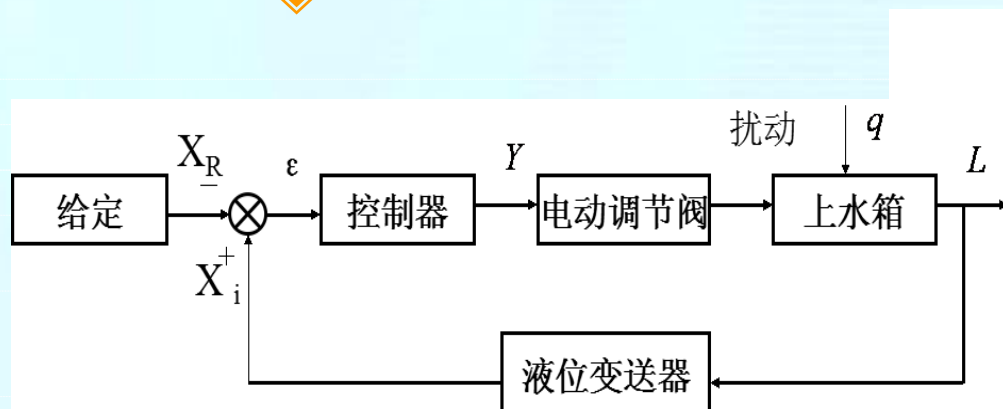 扰动 q
X_R
− ε Y L
给定 控制器 电动调节阀 上水箱
+
X_i
液位变送器